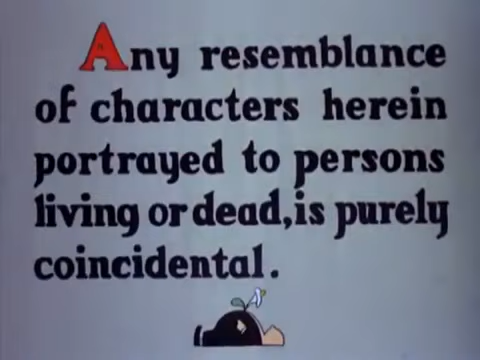 Any resemblance
of characters herein
portrayed to persons
living or dead, is purely
coincidental.